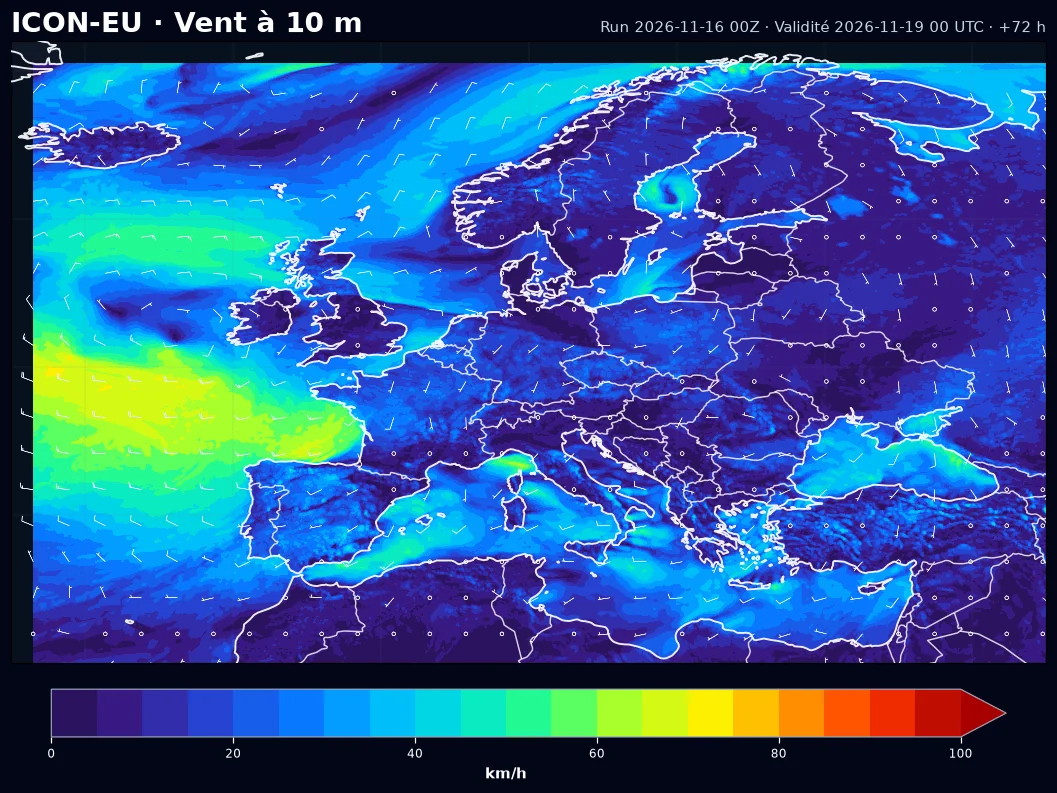 ICON-EU · Vent à 10 m
Run 2026-11-16 00Z · Validité 2026-11-19 00 UTC · +72 h
0 20 40 60 80 100
km/h